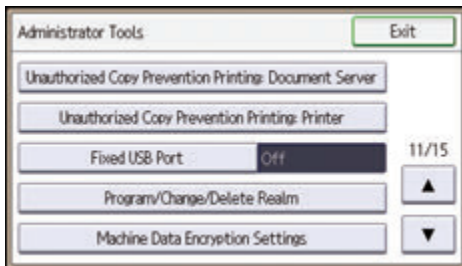 Administrator Tools
Exit
Unauthorized Copy Prevention Printing: Document Server
Unauthorized Copy Prevention Printing: Printer
Fixed USB Port
Off
11/15
Program/Change/Delete Realm
Machine Data Encryption Settings